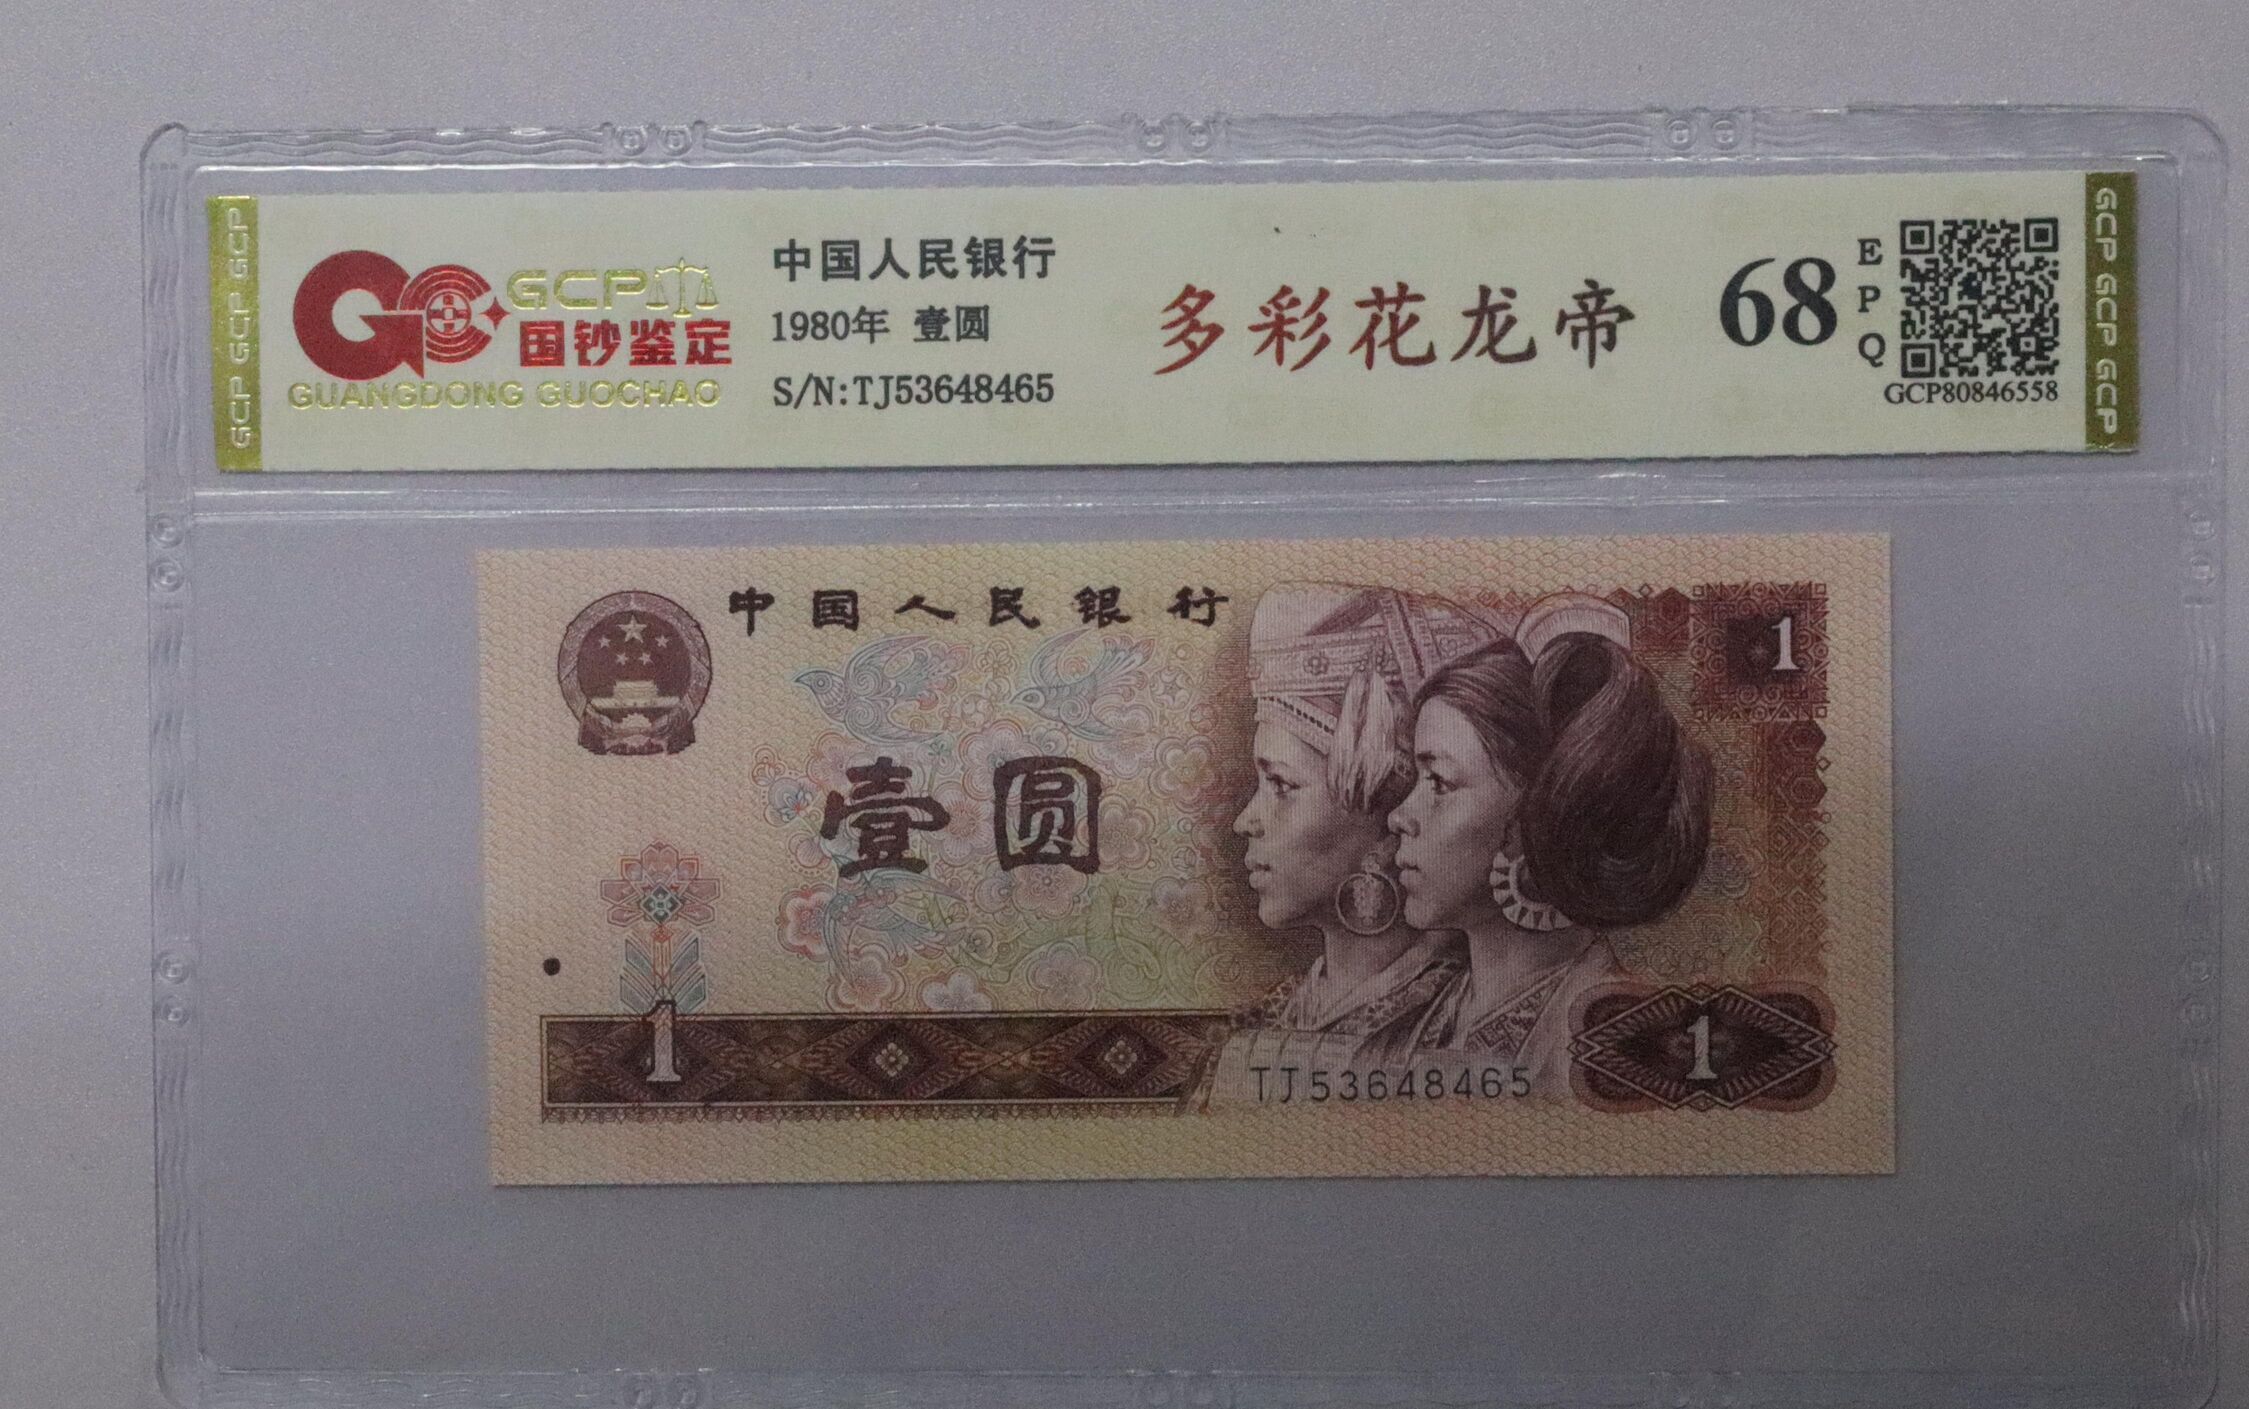 GCP GCP GCP
GCP
国钞鉴定
GUANGDONG GUOCHAO
中国人民银行
1980年 壹圆
S/N:TJ53648465
多彩花龙帝
68
E
P
Q
GCP80846558
GCP GCP GCP
中国人民银行
1
壹圆
1
1
TJ53648465